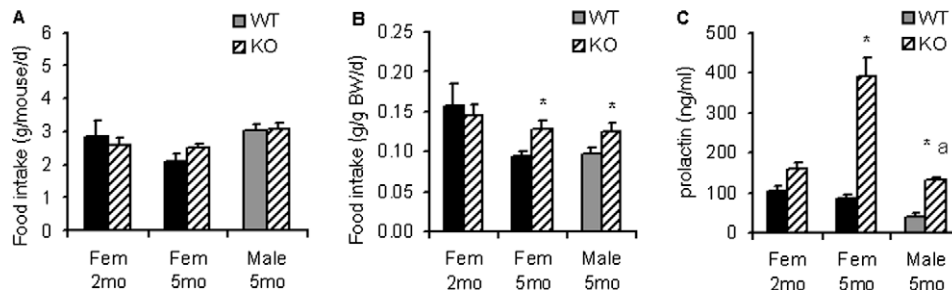 A
Food intake (g/mouse/d)
6
5
4
3
2
1
0
WT
KO
Fem
2mo
Fem
5mo
Male
5mo
B
Food intake (g/g BW/d)
0.25
0.20
0.15
0.10
0.05
0.00
WT
KO
*
*
Fem
2mo
Fem
5mo
Male
5mo
C
prolactin (ng/ml)
500
400
300
200
100
0
WT
KO
*
* a
Fem
2mo
Fem
5mo
Male
5mo